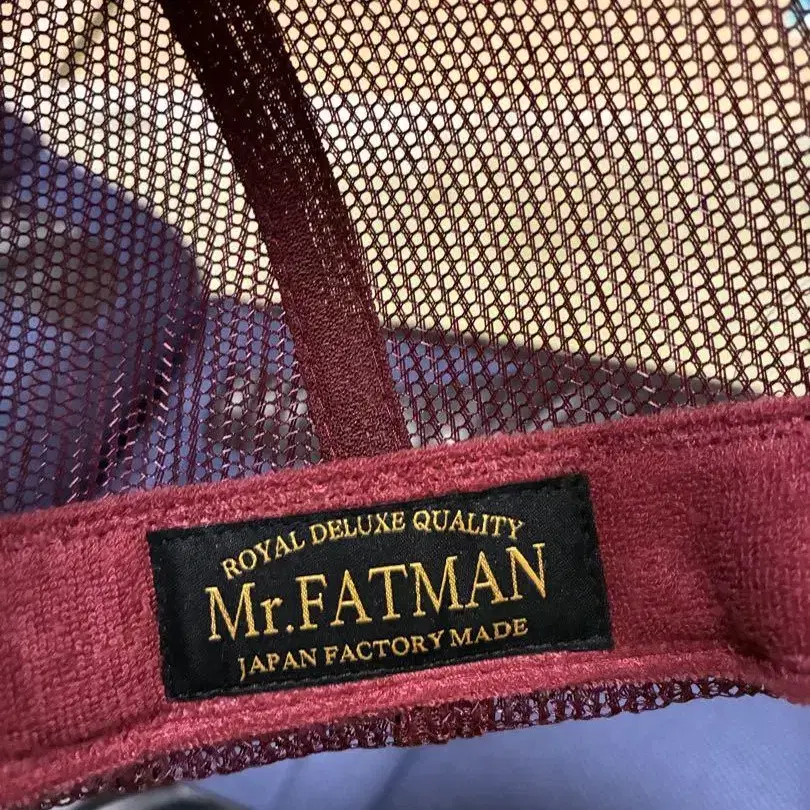 ROYAL DELUXE QUALITY
Mr.FATMAN
JAPAN FACTORY MADE